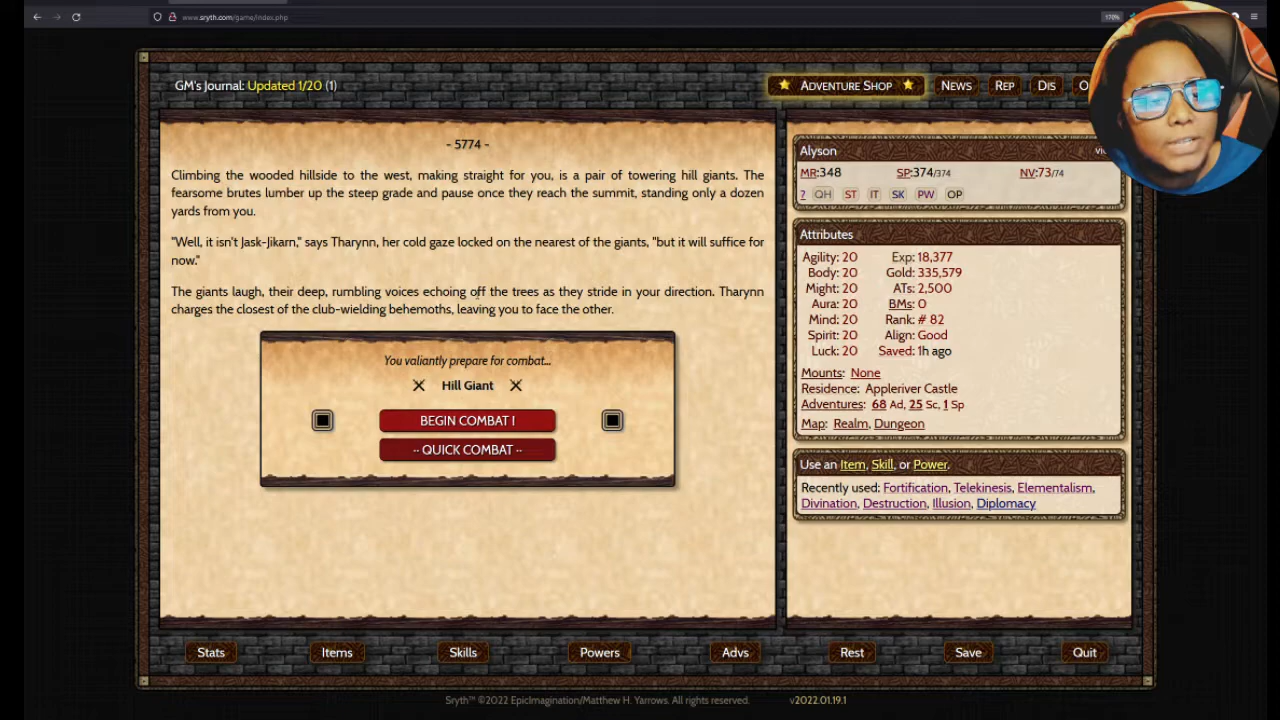 www.sryth.com/game/index.php
170%
GM's Journal: Updated 1/20 (1)
ADVENTURE SHOP
NEWS
REP
DIS
- 5774 -
Climbing the wooded hillside to the west, making straight for you, is a pair of towering hill giants. The
fearsome brutes lumber up the steep grade and pause once they reach the summit, standing only a dozen
yards from you.
"Well, it isn't Jask-Jikarn," says Tharynn, her cold gaze locked on the nearest of the giants, "but it will suffice for
now."
The giants laugh, their deep, rumbling voices echoing off the trees as they stride in your direction. Tharynn
charges the closest of the club-wielding behemoths, leaving you to face the other.
You valiantly prepare for combat...
Hill Giant
BEGIN COMBAT !
·· QUICK COMBAT ··
Alyson
MR:348 SP:374/374 NV:73/74
? QH ST IT SK PW OP
Attributes
Agility: 20 Exp: 18,377
Body: 20 Gold: 335,579
Might: 20 ATs: 2,500
Aura: 20 BMs: 0
Mind: 20 Rank: # 82
Spirit: 20 Align: Good
Luck: 20 Saved: 1h ago
Mounts: None
Residence: Appleriver Castle
Adventures: 68 Ad, 25 Sc, 1 Sp
Map: Realm, Dungeon
Use an Item, Skill, or Power.
Recently used: Fortification, Telekinesis, Elementalism,
Divination, Destruction, Illusion, Diplomacy
Stats Items Skills Powers Advs Rest Save Quit
Sryth™ ©2022 EpicImagination/Matthew H. Yarrows. All rights reserved. v2022.01.19.1